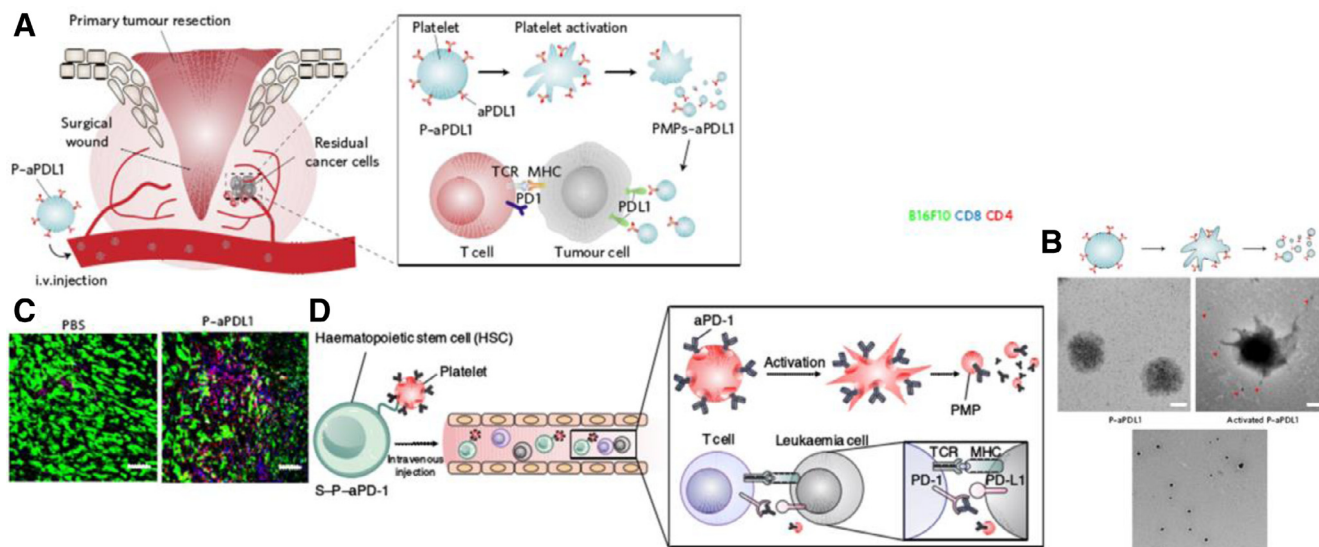 A
Primary tumour resection
Surgical
wound
Residual
cancer cells
P-aPDL1
i.v.injection
Platelet
Platelet activation
aPDL1
P-aPDL1
PMPs-aPDL1
TCR MHC
PD1
PDL1
T cell
Tumour cell
B16F10 CD8 CD4
B
P-aPDL1
Activated P-aPDL1
C
PBS
P-aPDL1
D
Haematopoietic stem cell (HSC)
Platelet
Intravenous
injection
S-P-aPD-1
aPD-1
Activation
PMP
T cell
Leukaemia cell
TCR
MHC
PD-1
PD-L1